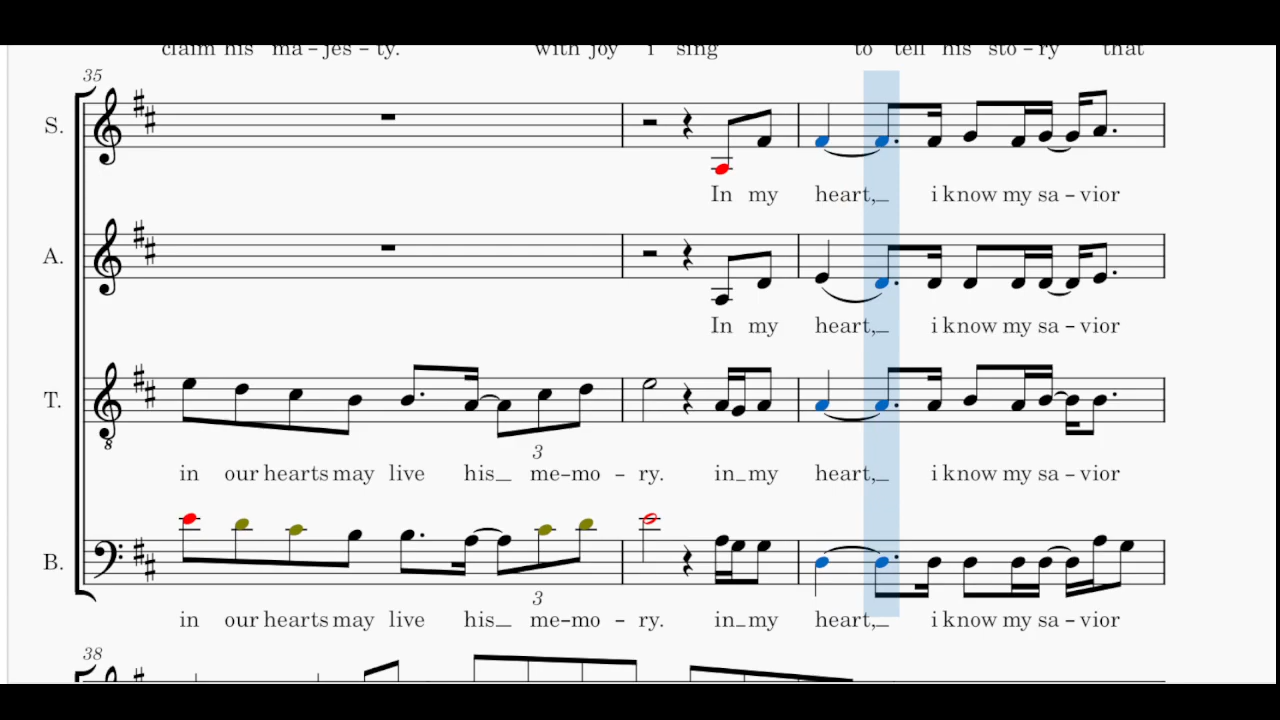 claim his ma – jes – ty. with joy i sing to tell his sto – ry that
35
S.
In my heart,_ i know my sa – vior
A.
In my heart,_ i know my sa – vior
T.
8
3
in our hearts may live his_ me–mo – ry. in_my heart,_ i know my sa – vior
B.
3
in our hearts may live his_ me–mo – ry. in_my heart,_ i know my sa – vior
38